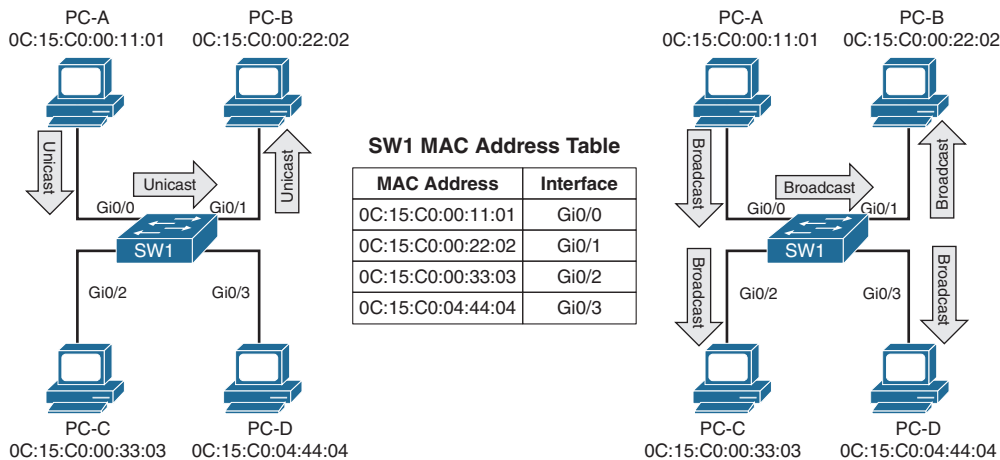 PC-A
0C:15:C0:00:11:01
PC-B
0C:15:C0:00:22:02
Unicast
Unicast
Unicast
Gi0/0
Gi0/1
SW1
Gi0/2
Gi0/3
PC-C
0C:15:C0:00:33:03
PC-D
0C:15:C0:04:44:04
SW1 MAC Address Table
MAC Address Interface
0C:15:C0:00:11:01 Gi0/0
0C:15:C0:00:22:02 Gi0/1
0C:15:C0:00:33:03 Gi0/2
0C:15:C0:04:44:04 Gi0/3
PC-A
0C:15:C0:00:11:01
PC-B
0C:15:C0:00:22:02
Broadcast
Broadcast
Broadcast
Gi0/0
Gi0/1
SW1
Broadcast
Gi0/2
Gi0/3
Broadcast
PC-C
0C:15:C0:00:33:03
PC-D
0C:15:C0:04:44:04